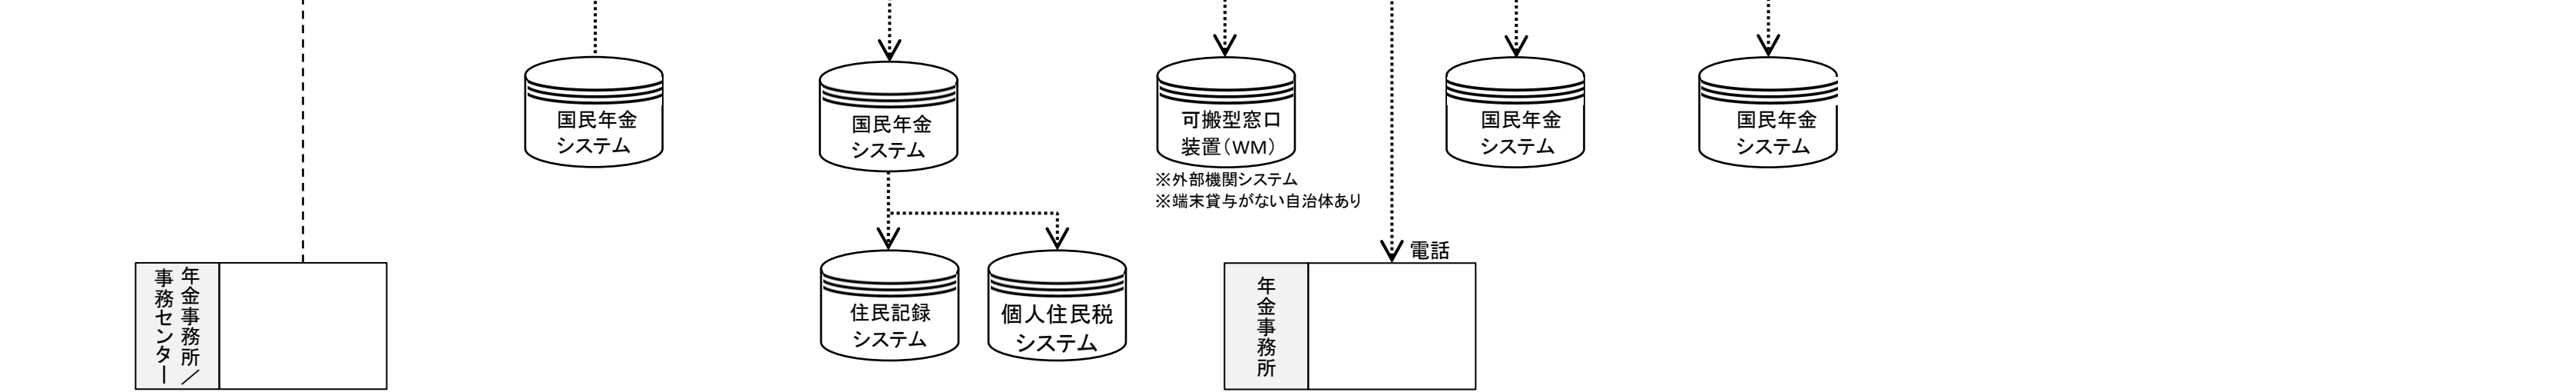 国民年金
システム
国民年金
システム
可搬型窓口
装置（WM）
※外部機関システム
※端末貸与がない自治体あり
国民年金
システム
国民年金
システム
電話
年金事務所／
事務センター
住民記録
システム
個人住民税
システム
年金事務所